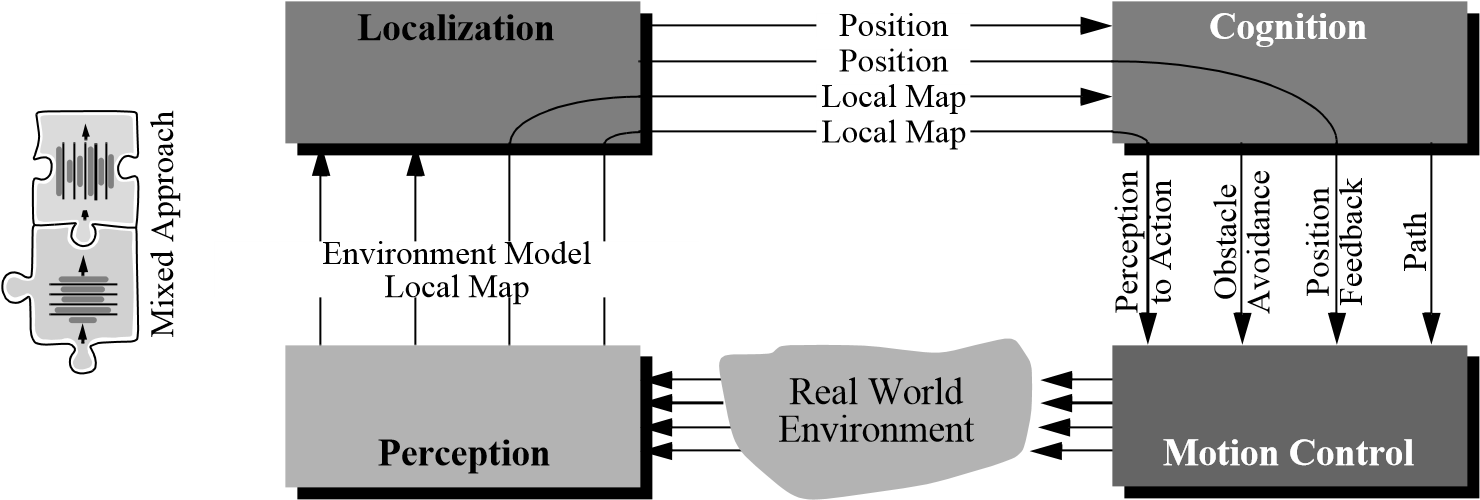 Localization
Position
Position
Local Map
Local Map
Cognition
Mixed Approach
Environment Model
Local Map
Perception
to Action
Obstacle
Avoidance
Position
Feedback
Path
Perception
Real World
Environment
Motion Control